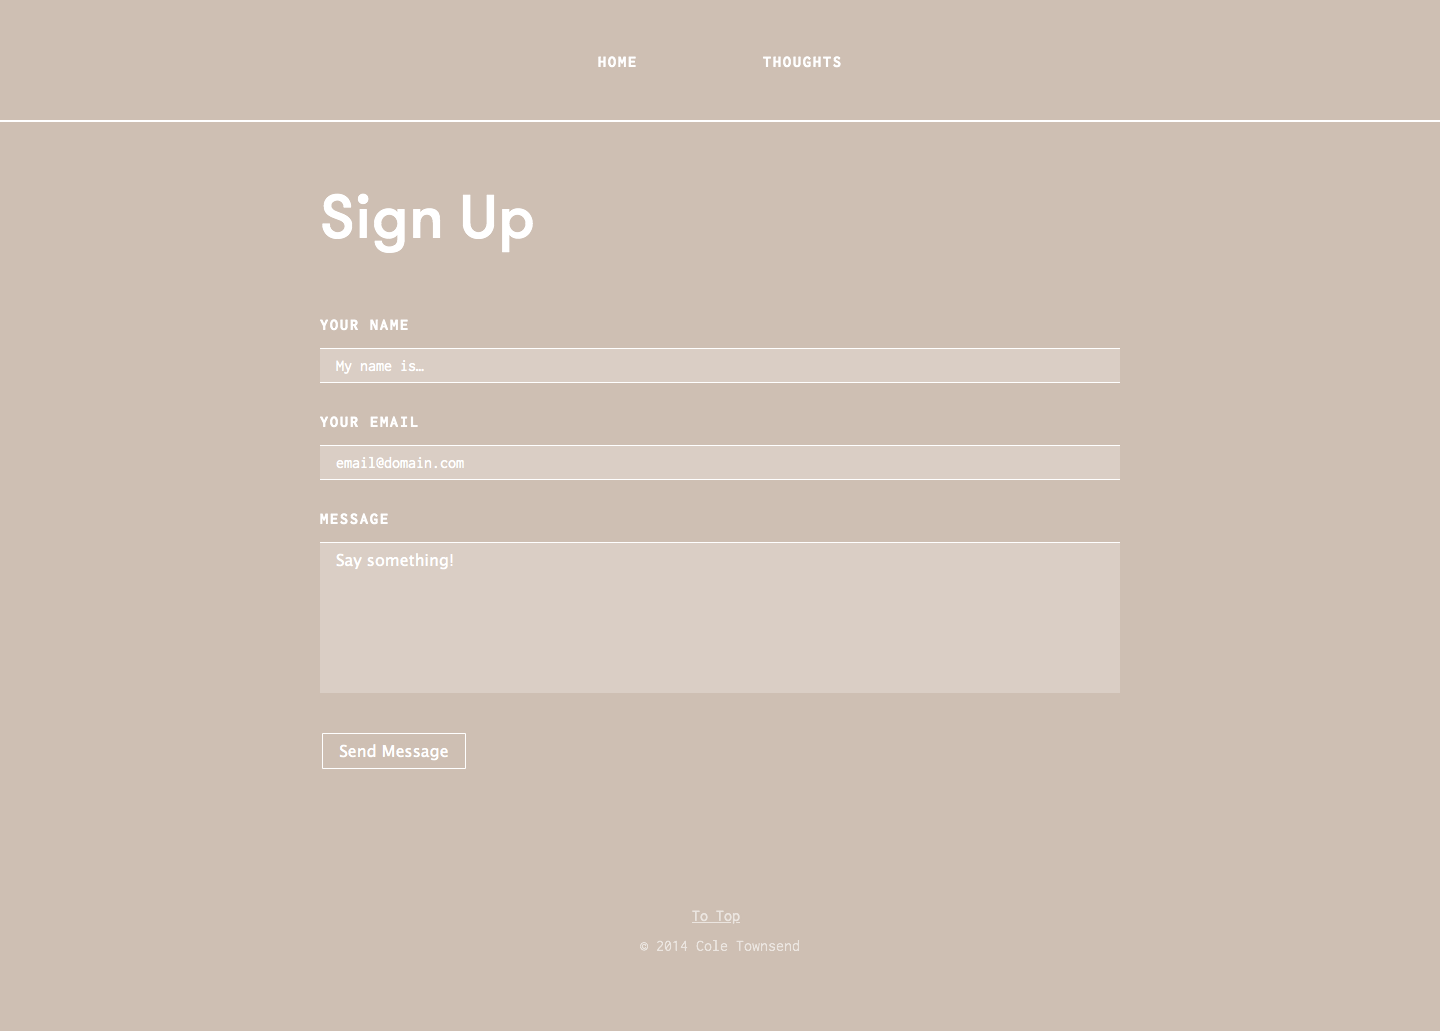 HOME THOUGHTS
Sign Up
YOUR NAME
My name is…
YOUR EMAIL
email@domain.com
MESSAGE
Say something!
Send Message
To Top
© 2014 Cole Townsend